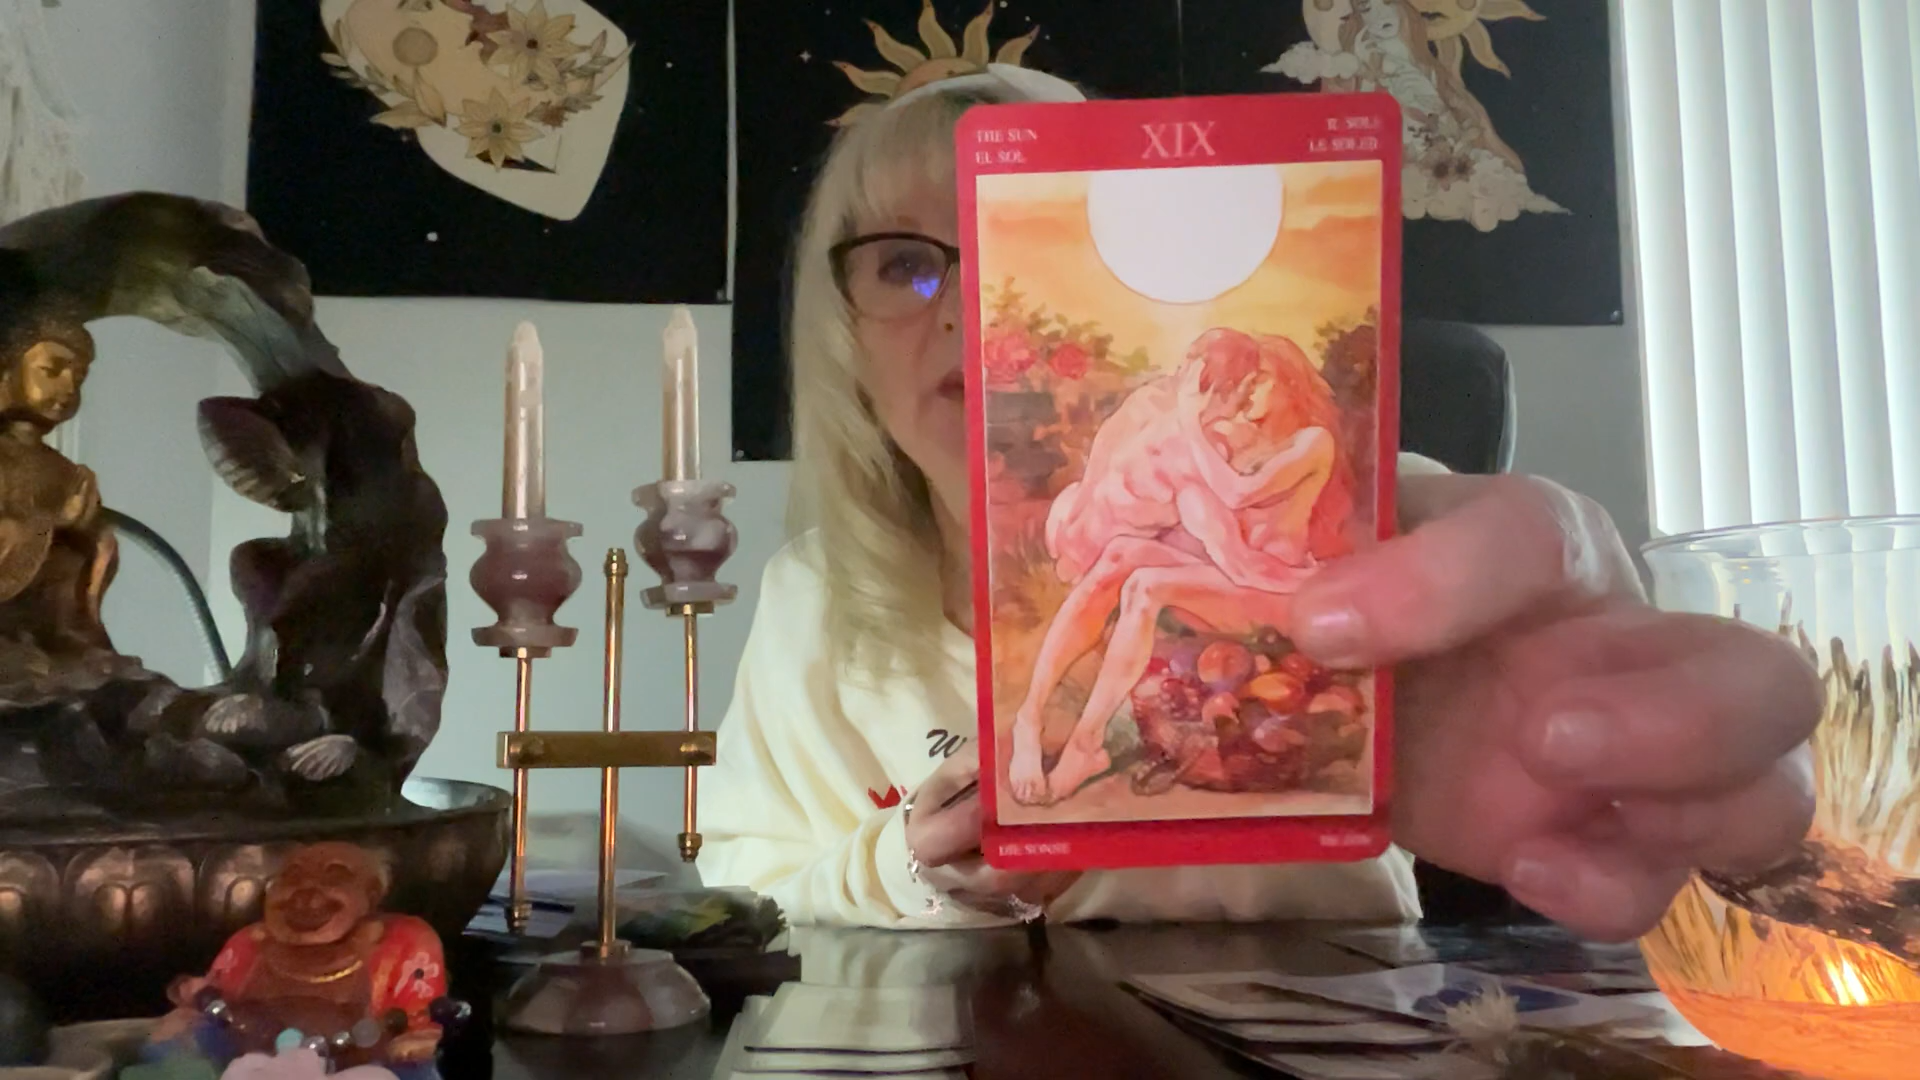 THE SUN
EL SOL
XIX
IL SOLE
LE SOLEIL
DIE SONNE
W